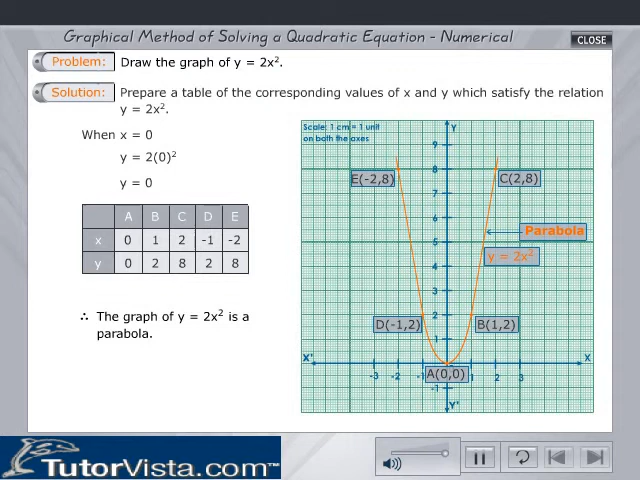 Graphical Method of Solving a Quadratic Equation - Numerical
CLOSE
Problem: Draw the graph of y = 2x².
Solution: Prepare a table of the corresponding values of x and y which satisfy the relation
y = 2x².
When x = 0
y = 2(0)²
y = 0
A B C D E
x 0 1 2 -1 -2
y 0 2 8 2 8
∴ The graph of y = 2x² is a
parabola.
Scale: 1 cm = 1 unit
on both the axes
Y
9
8
E(-2,8)
C(2,8)
7
6
Parabola
5
y = 2x²
4
3
2
D(-1,2)
B(1,2)
1
X'
X
A(0,0)
-3 -2 -1 1 2 3
-1
Y'
TutorVista.com™